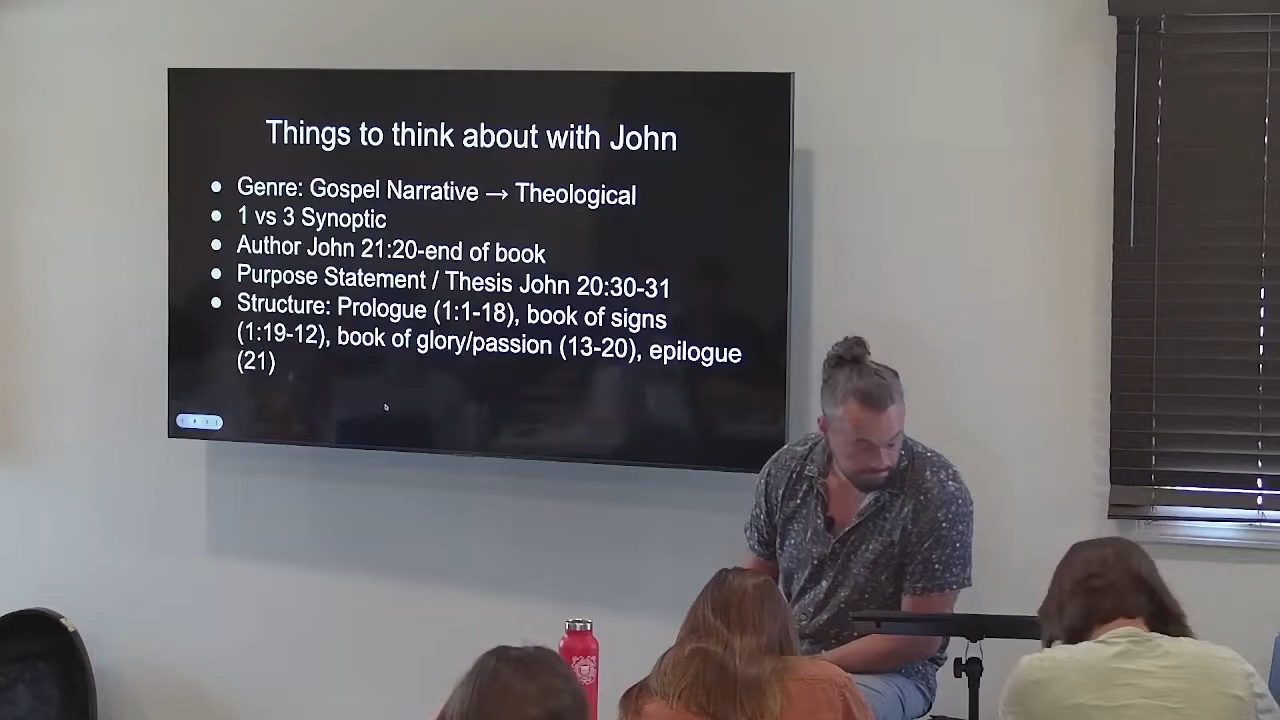 Things to think about with John
● Genre: Gospel Narrative → Theological
● 1 vs 3 Synoptic
● Author John 21:20-end of book
● Purpose Statement / Thesis John 20:30-31
● Structure: Prologue (1:1-18), book of signs
(1:19-12), book of glory/passion (13-20), epilogue
(21)